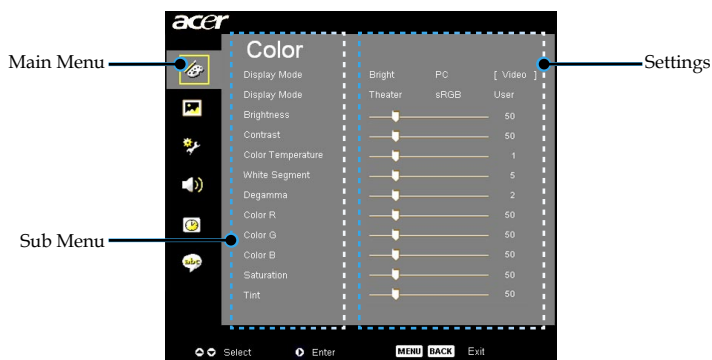 acer
Color
Main Menu
Settings
Display Mode Bright PC [ Video ]
Display Mode Theater sRGB User
Brightness 50
Contrast 50
Color Temperature 1
White Segment 5
Degamma 2
Color R 50
Color G 50
Sub Menu
Color B 50
abc
Saturation 50
Tint 50
Select Enter MENU BACK Exit